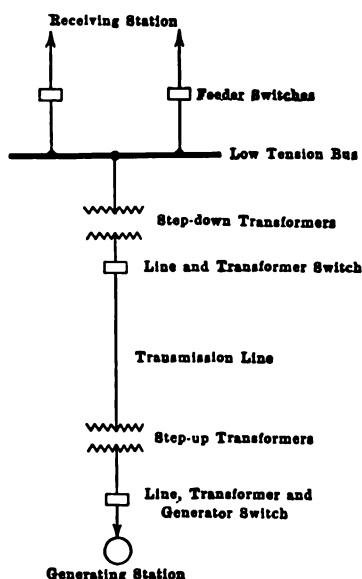 Receiving Station
Feeder Switches
Low Tension Bus
Step-down Transformers
Line and Transformer Switch
Transmission Line
Step-up Transformers
Line, Transformer and
Generator Switch
Generating Station